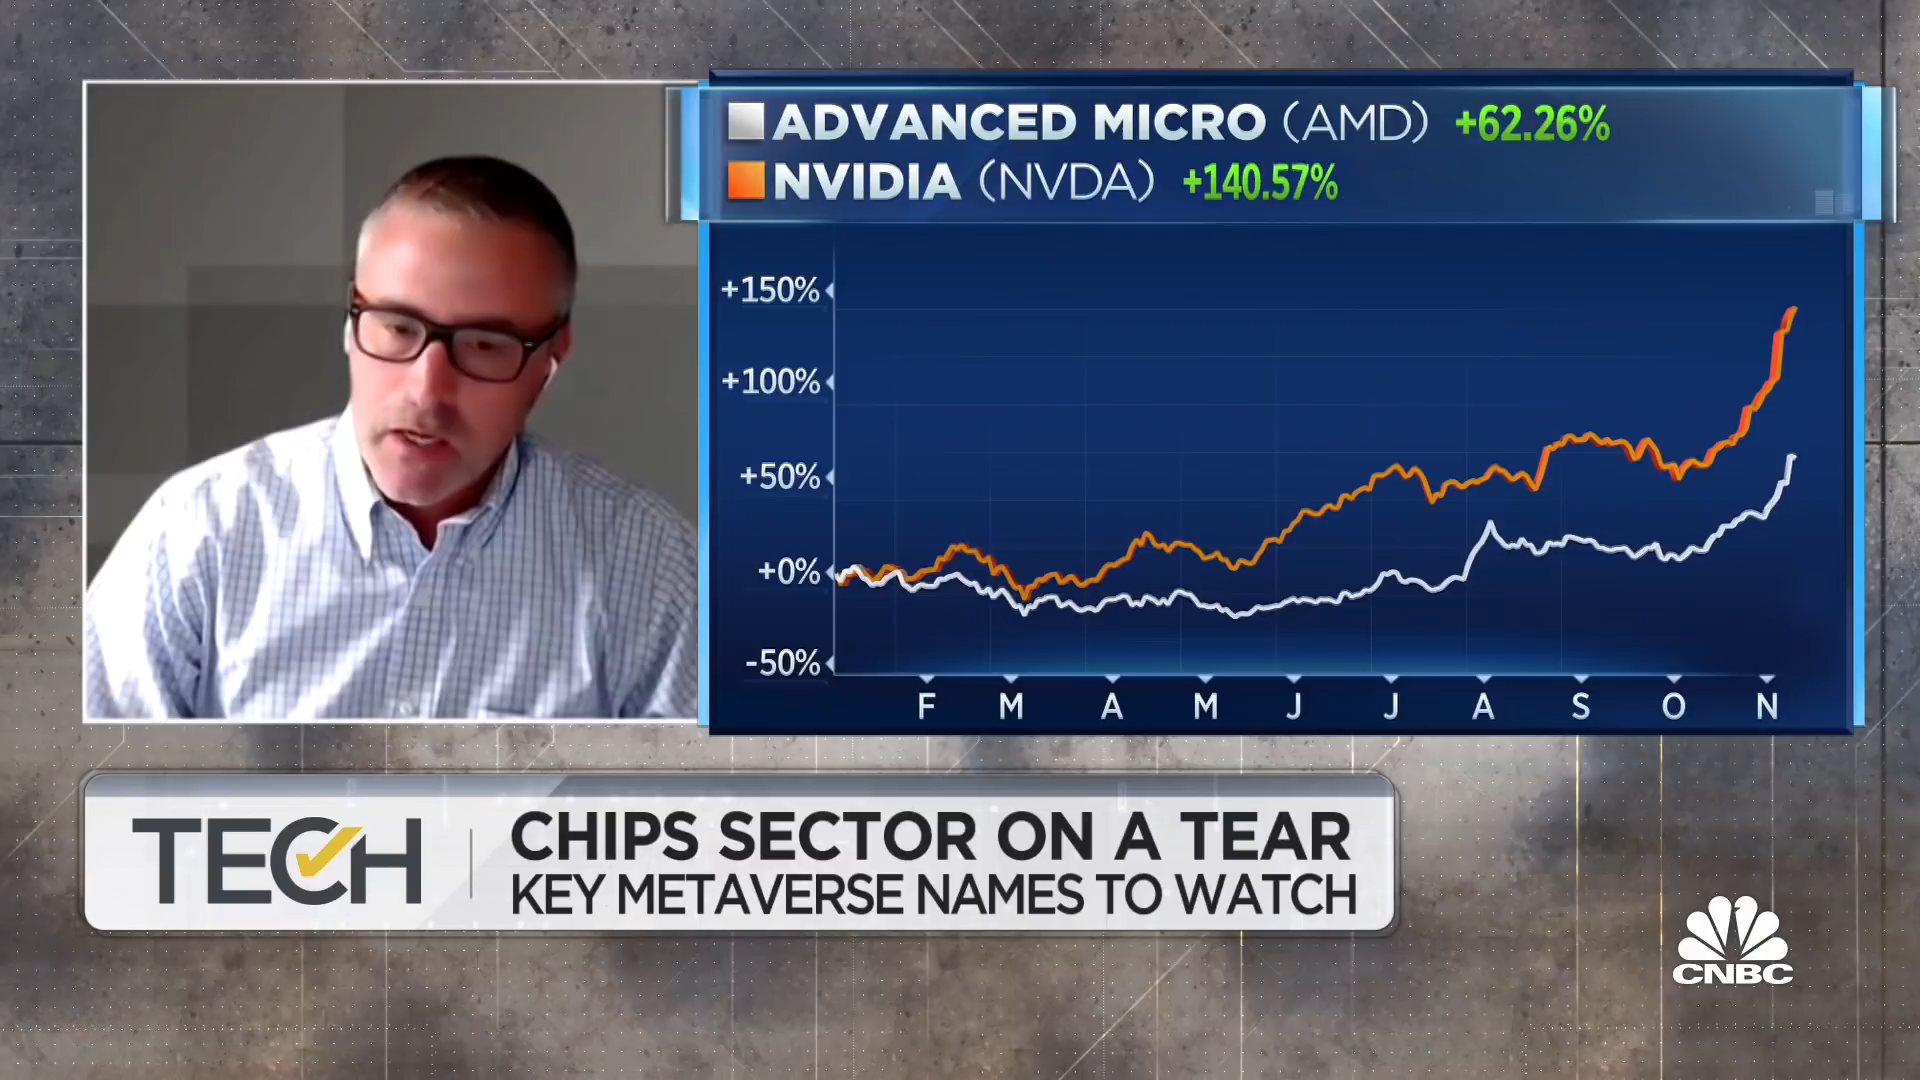 ADVANCED MICRO (AMD) +62.26%
NVIDIA (NVDA) +140.57%
+150%
+100%
+50%
+0%
-50%
F M A M J J A S O N
TECH
CHIPS SECTOR ON A TEAR
KEY METAVERSE NAMES TO WATCH
CNBC